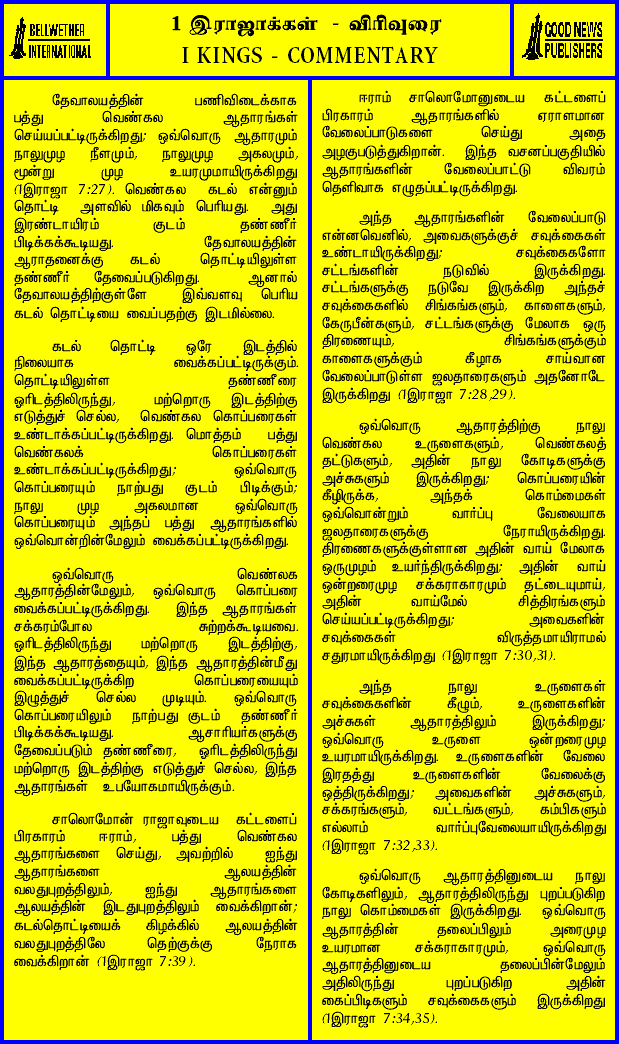 BELLWETHER
INTERNATIONAL
1 இராஜாக்கள் - விரிவுரை
I KINGS - COMMENTARY
GOOD NEWS
PUBLISHERS
தேவாலயத்தின் பணிவிடைக்காக
பத்து வெண்கல ஆதாரங்கள்
செய்யப்பட்டிருக்கிறது; ஒவ்வொரு ஆதாரமும்
நாலுமுழ நீளமும், நாலுமுழ அகலமும்,
மூன்று முழ உயரமுமாயிருக்கிறது
(1இராஜா 7:27). வெண்கல கடல் என்னும்
தொட்டி அளவில் மிகவும் பெரியது. அது
இரண்டாயிரம் குடம் தண்ணீர்
பிடிக்கக்கூடியது. தேவாலயத்தின்
ஆராதனைக்கு கடல் தொட்டியிலுள்ள
தண்ணீர் தேவைப்படுகிறது. ஆனால்
தேவாலயத்திற்குள்ளே இவ்வளவு பெரிய
கடல் தொட்டியை வைப்பதற்கு இடமில்லை.
கடல் தொட்டி ஒரே இடத்தில்
நிலையாக வைக்கப்பட்டிருக்கும்.
தொட்டியிலுள்ள தண்ணீரை
ஓரிடத்திலிருந்து, மற்றொரு இடத்திற்கு
எடுத்துச் செல்ல, வெண்கல கொப்பரைகள்
உண்டாக்கப்பட்டிருக்கிறது. மொத்தம் பத்து
வெண்கலக் கொப்பரைகள்
உண்டாக்கப்பட்டிருக்கிறது; ஒவ்வொரு
கொப்பரையும் நாற்பது குடம் பிடிக்கும்;
நாலு முழ அகலமான ஒவ்வொரு
கொப்பரையும் அந்தப் பத்து ஆதாரங்களில்
ஒவ்வொன்றின்மேலும் வைக்கப்பட்டிருக்கிறது.
ஒவ்வொரு வெண்லக
ஆதாரத்தின்மேலும், ஒவ்வொரு கொப்பரை
வைக்கப்பட்டிருக்கிறது. இந்த ஆதாரங்கள்
சக்கரம்போல சுற்றக்கூடியவை.
ஓரிடத்திலிருந்து மற்றொரு இடத்திற்கு,
இந்த ஆதாரத்தையும், இந்த ஆதாரத்தின்மீது
வைக்கப்பட்டிருக்கிற கொப்பரையையும்
இழுத்துச் செல்ல முடியும். ஒவ்வொரு
கொப்பரையிலும் நாற்பது குடம் தண்ணீர்
பிடிக்கக்கூடியது. ஆசாரியர்களுக்கு
தேவைப்படும் தண்ணீரை, ஓரிடத்திலிருந்து
மற்றொரு இடத்திற்கு எடுத்துச் செல்ல, இந்த
ஆதாரங்கள் உபயோகமாயிருக்கும்.
சாலொமோன் ராஜாவுடைய கட்டளைப்
பிரகாரம் ஈராம், பத்து வெண்கல
ஆதாரங்களை செய்து, அவற்றில் ஐந்து
ஆதாரங்களை ஆலயத்தின்
வலதுபுறத்திலும், ஐந்து ஆதாரங்களை
ஆலயத்தின் இடதுபுறத்திலும் வைக்கிறான்;
கடல்தொட்டியைக் கிழக்கில் ஆலயத்தின்
வலதுபுறத்திலே தெற்குக்கு நேராக
வைக்கிறான் (1இராஜா 7:39).
ஈராம் சாலொமோனுடைய கட்டளைப்
பிரகாரம் ஆதாரங்களில் ஏராளமான
வேலைப்பாடுகளை செய்து அதை
அழகுபடுத்துகிறான். இந்த வசனப்பகுதியில்
ஆதாரங்களின் வேலைப்பாட்டு விவரம்
தெளிவாக எழுதப்பட்டிருக்கிறது.
அந்த ஆதாரங்களின் வேலைப்பாடு
என்னவெனில், அவைகளுக்குச் சவுக்கைகள்
உண்டாயிருக்கிறது; சவுக்கைகளோ
சட்டங்களின் நடுவில் இருக்கிறது.
சட்டங்களுக்கு நடுவே இருக்கிற அந்தச்
சவுக்கைகளில் சிங்கங்களும், காளைகளும்,
கேருபீன்களும், சட்டங்களுக்கு மேலாக ஒரு
திரணையும், சிங்கங்களுக்கும்
காளைகளுக்கும் கீழாக சாய்வான
வேலைப்பாடுள்ள ஜலதாரைகளும் அதனோடே
இருக்கிறது (1இராஜா 7:28,29).
ஒவ்வொரு ஆதாரத்திற்கு நாலு
வெண்கல உருளைகளும், வெண்கலத்
தட்டுகளும், அதின் நாலு கோடிகளுக்கு
அச்சுகளும் இருக்கிறது; கொப்பரையின்
கீழிருக்க, அந்தக் கொம்மைகள்
ஒவ்வொன்றும் வார்ப்பு வேலையாக
ஜலதாரைகளுக்கு நேராயிருக்கிறது.
திரணைகளுக்குள்ளான அதின் வாய் மேலாக
ஒருமுழம் உயர்ந்திருக்கிறது; அதின் வாய்
ஒன்றரைமுழ சக்கராகாரமும் தட்டையுமாய்,
அதின் வாய்மேல் சித்திரங்களும்
செய்யப்பட்டிருக்கிறது; அவைகளின்
சவுக்கைகள் விருத்தமாயிராமல்
சதுரமாயிருக்கிறது (1இராஜா 7:30,31).
அந்த நாலு உருளைகள்
சவுக்கைகளின் கீழும், உருளைகளின்
அச்சுகள் ஆதாரத்திலும் இருக்கிறது;
ஒவ்வொரு உருளை ஒன்றரைமுழ
உயரமாயிருக்கிறது. உருளைகளின் வேலை
இரதத்து உருளைகளின் வேலைக்கு
ஒத்திருக்கிறது; அவைகளின் அச்சுகளும்,
சக்கரங்களும், வட்டங்களும், கம்பிகளும்
எல்லாம் வார்ப்புவேலையாயிருக்கிறது
(1இராஜா 7:32,33).
ஒவ்வொரு ஆதாரத்தினுடைய நாலு
கோடிகளிலும், ஆதாரத்திலிருந்து புறப்படுகிற
நாலு கொம்மைகள் இருக்கிறது. ஒவ்வொரு
ஆதாரத்தின் தலைப்பிலும் அரைமுழ
உயரமான சக்கராகாரமும், ஒவ்வொரு
ஆதாரத்தினுடைய தலைப்பின்மேலும்
அதிலிருந்து புறப்படுகிற அதின்
கைப்பிடிகளும் சவுக்கைகளும் இருக்கிறது
(1இராஜா 7:34,35).